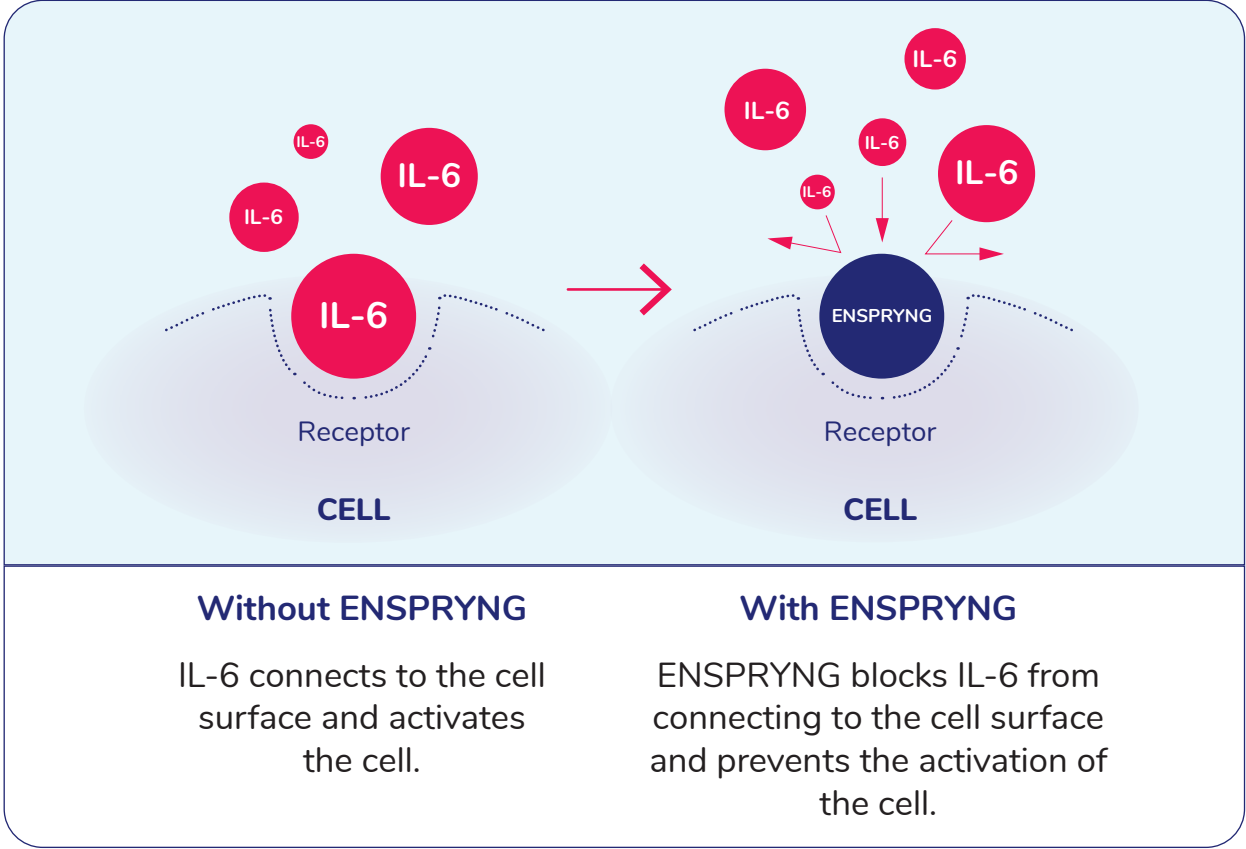 IL-6
IL-6
IL-6
IL-6
Receptor
CELL
IL-6
IL-6
IL-6
IL-6
IL-6
ENSPRYNG
Receptor
CELL
Without ENSPRYNG
IL-6 connects to the cell
surface and activates
the cell.
With ENSPRYNG
ENSPRYNG blocks IL-6 from
connecting to the cell surface
and prevents the activation of
the cell.